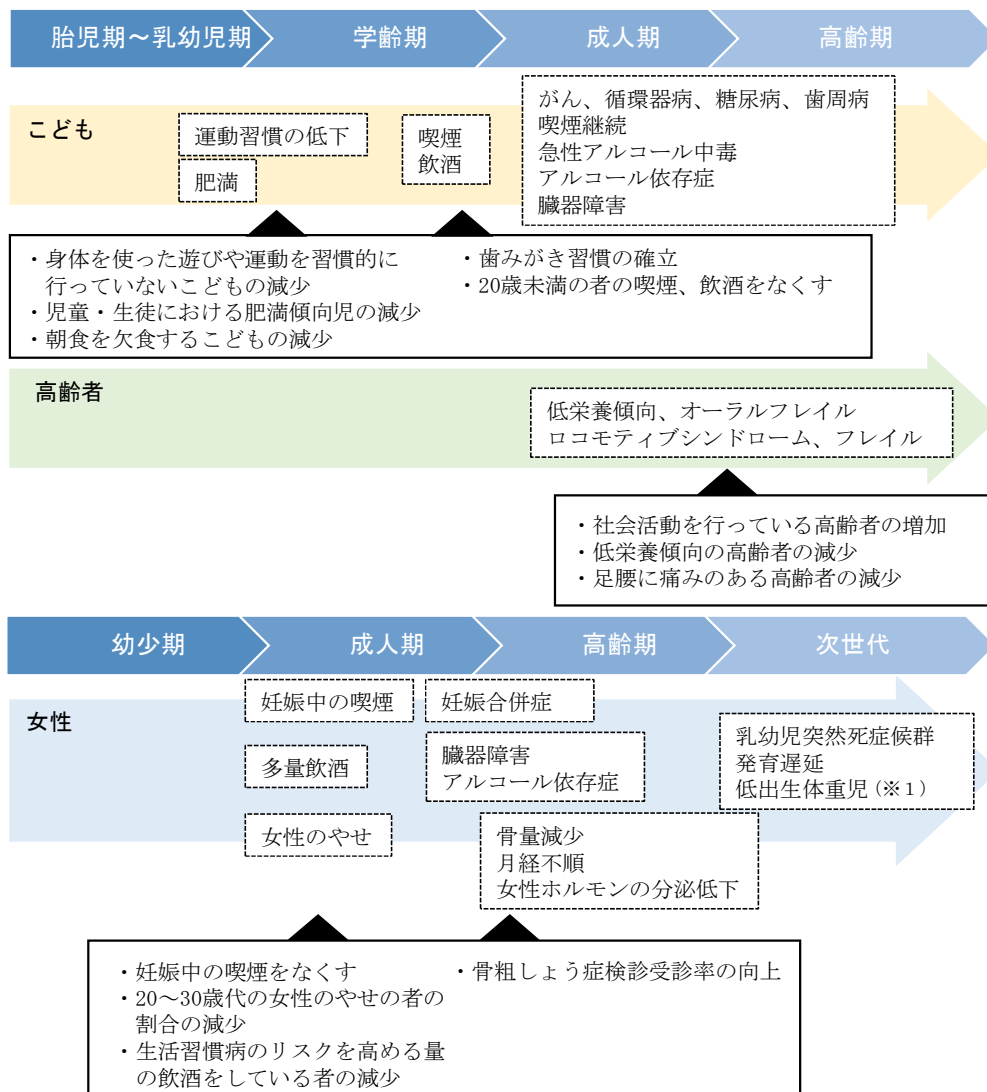 胎児期～乳幼児期
学齢期
成人期
高齢期
こども
運動習慣の低下
肥満
喫煙
飲酒
がん、循環器病、糖尿病、歯周病
喫煙継続
急性アルコール中毒
アルコール依存症
臓器障害
・身体を使った遊びや運動を習慣的に
行っていないこどもの減少
・児童・生徒における肥満傾向児の減少
・朝食を欠食するこどもの減少
・歯みがき習慣の確立
・20歳未満の者の喫煙、飲酒をなくす
高齢者
低栄養傾向、オーラルフレイル
ロコモティブシンドローム、フレイル
・社会活動を行っている高齢者の増加
・低栄養傾向の高齢者の減少
・足腰に痛みのある高齢者の減少
幼少期
成人期
高齢期
次世代
女性
妊娠中の喫煙
多量飲酒
女性のやせ
妊娠合併症
臓器障害
アルコール依存症
骨量減少
月経不順
女性ホルモンの分泌低下
乳幼児突然死症候群
発育遅延
低出生体重児(※1)
・妊娠中の喫煙をなくす
・20～30歳代の女性のやせの者の
割合の減少
・生活習慣病のリスクを高める量
の飲酒をしている者の減少
・骨粗しょう症検診受診率の向上